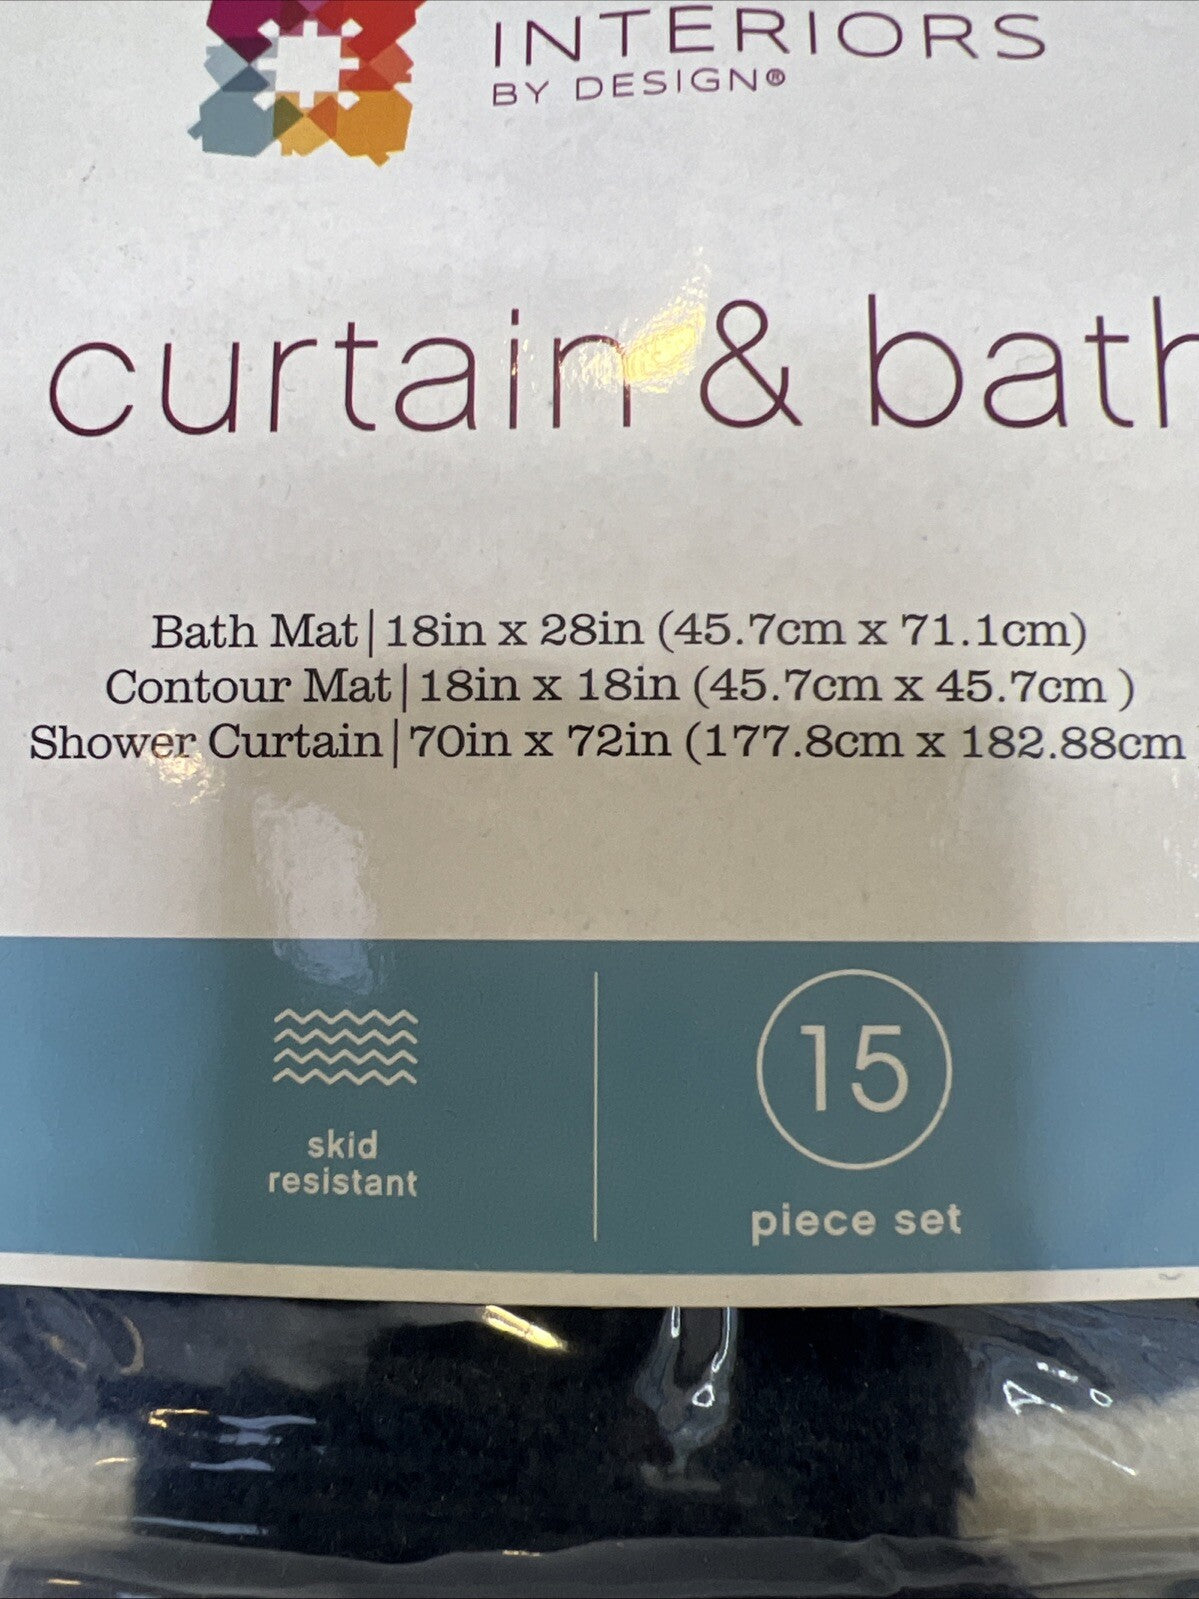 INTERIORS
BY DESIGN®
curtain & bath
Bath Mat|18in x 28in (45.7cm x 71.1cm)
Contour Mat|18in x 18in (45.7cm x 45.7cm )
Shower Curtain|70in x 72in (177.8cm x 182.88cm
skid
resistant
15
piece set